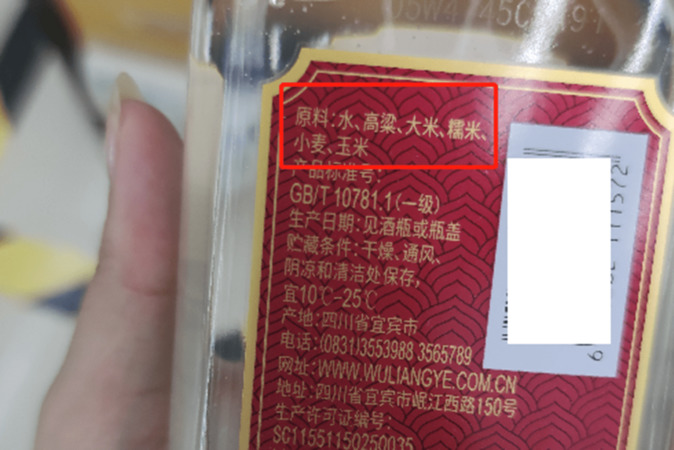 原料:水、高粱、大米、糯米、
小麦、玉米
产品标准号:
GB/T 10781.1(一级)
生产日期:见酒瓶或瓶盖
贮藏条件:干燥、通风、
阴凉和清洁处保存,
宜10℃-25℃
产地:四川省宜宾市
电话:(0831)3553988 3565789
网址:WWW.WULIANGYE.COM.CN
地址:四川省宜宾市岷江西路150号
生产许可证编号:
SC11551150250035